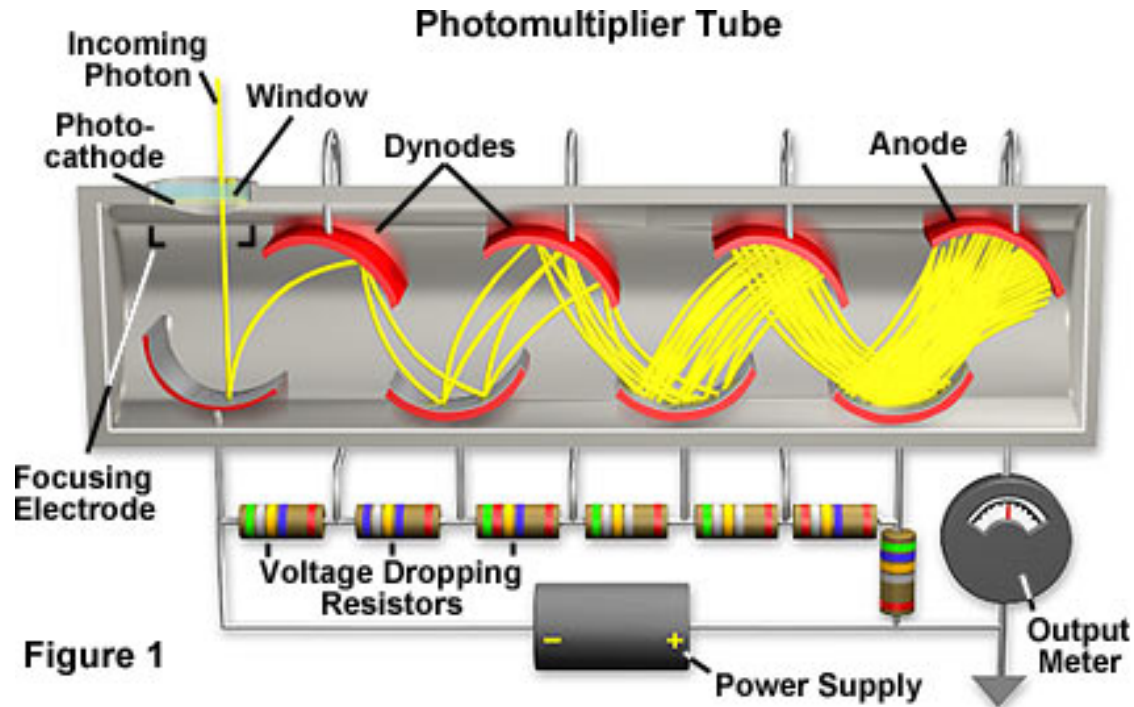 Photomultiplier Tube
Incoming
Photon
Window
Photo-
cathode
Dynodes
Anode
Focusing
Electrode
Voltage Dropping
Resistors
Output
Meter
Power Supply
Figure 1
– +